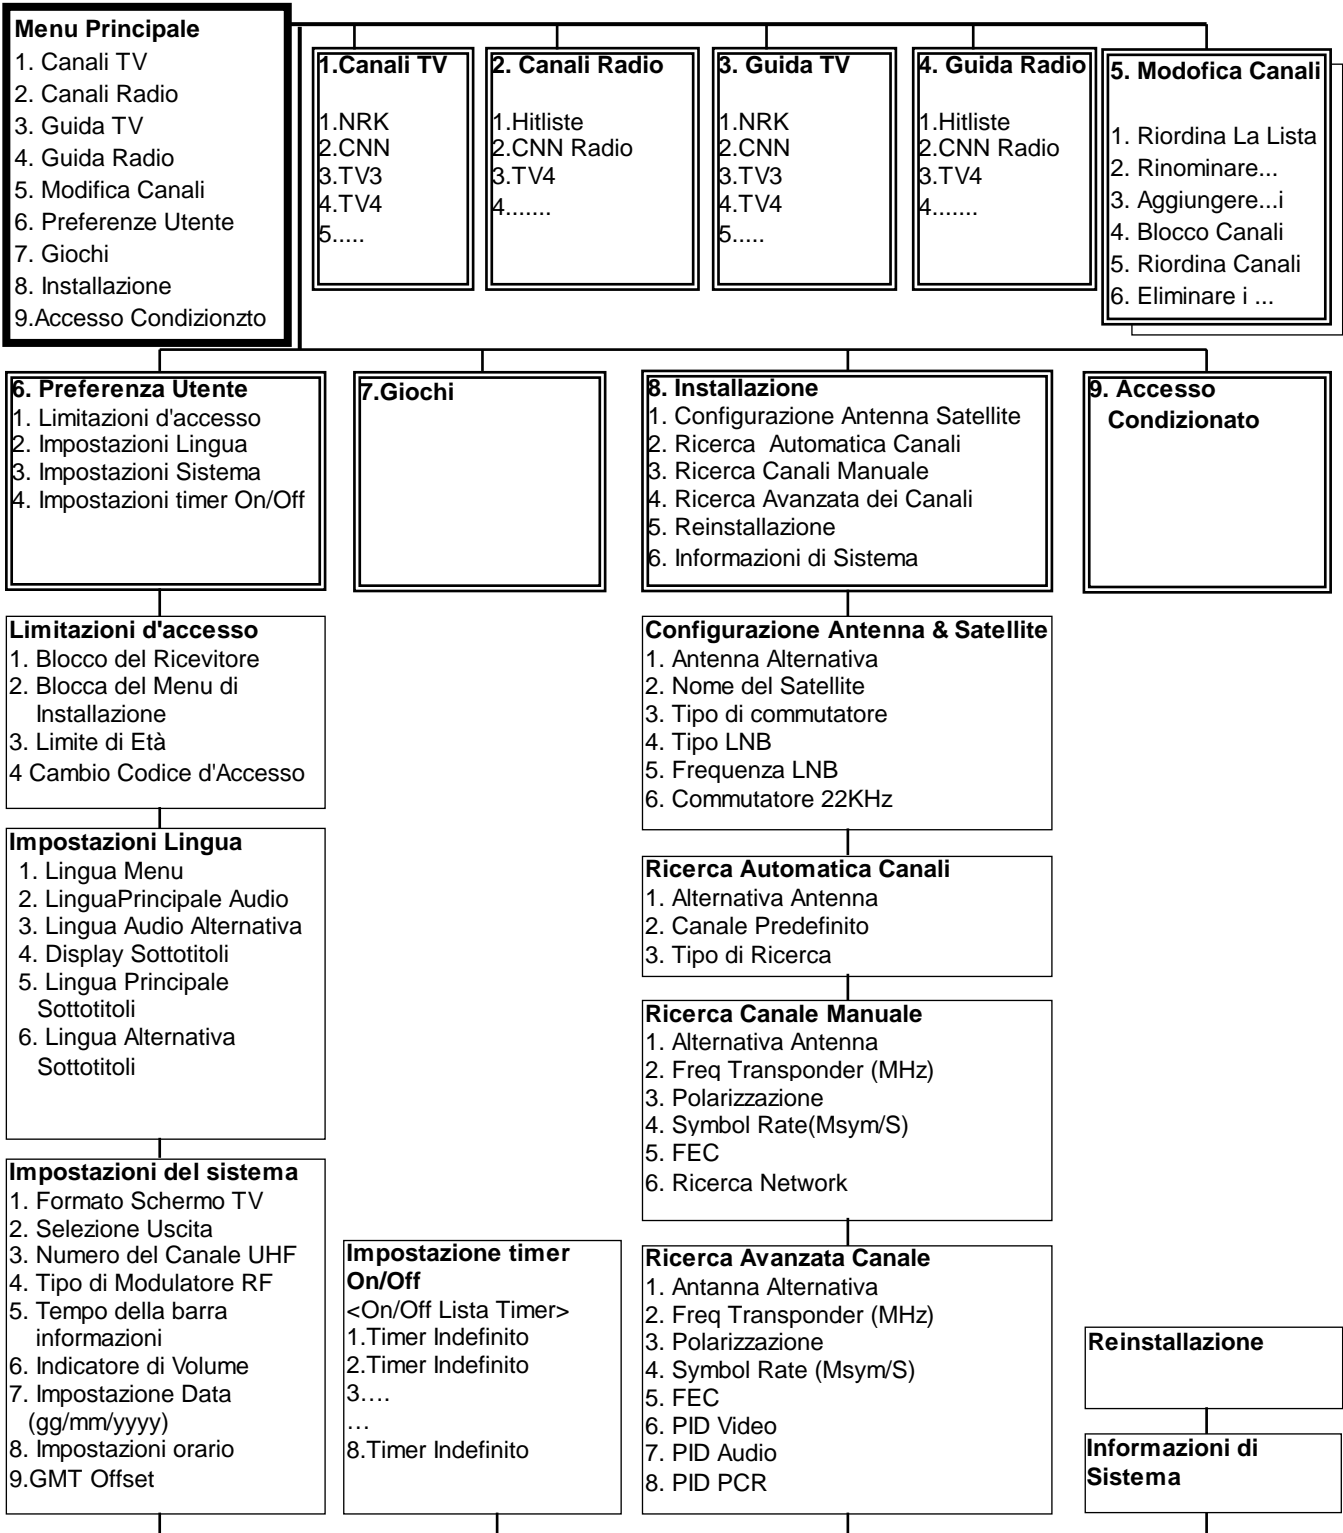 Menu Principale
1. Canali TV
2. Canali Radio
3. Guida TV
4. Guida Radio
5. Modifica Canali
6. Preferenze Utente
7. Giochi
8. Installazione
9.Accesso Condizionzto
1.Canali TV
1.NRK
2.CNN
3.TV3
4.TV4
5.....
2. Canali Radio
1.Hitliste
2.CNN Radio
3.TV4
4.......
3. Guida TV
1.NRK
2.CNN
3.TV3
4.TV4
5.....
4. Guida Radio
1.Hitliste
2.CNN Radio
3.TV4
4.......
5. Modofica Canali
1. Riordina La Lista
2. Rinominare...
3. Aggiungere...i
4. Blocco Canali
5. Riordina Canali
6. Eliminare i ...
6. Preferenza Utente
1. Limitazioni d'accesso
2. Impostazioni Lingua
3. Impostazioni Sistema
4. Impostazioni timer On/Off
7.Giochi
8. Installazione
1. Configurazione Antenna Satellite
2. Ricerca Automatica Canali
3. Ricerca Canali Manuale
4. Ricerca Avanzata dei Canali
5. Reinstallazione
6. Informazioni di Sistema
9. Accesso
Condizionato
Limitazioni d'accesso
1. Blocco del Ricevitore
2. Blocca del Menu di
Installazione
3. Limite di Età
4 Cambio Codice d'Accesso
Impostazioni Lingua
1. Lingua Menu
2. LinguaPrincipale Audio
3. Lingua Audio Alternativa
4. Display Sottotitoli
5. Lingua Principale
Sottotitoli
6. Lingua Alternativa
Sottotitoli
Impostazioni del sistema
1. Formato Schermo TV
2. Selezione Uscita
3. Numero del Canale UHF
4. Tipo di Modulatore RF
5. Tempo della barra
informazioni
6. Indicatore di Volume
7. Impostazione Data
(gg/mm/yyyy)
8. Impostazioni orario
9.GMT Offset
Impostazione timer
On/Off
<On/Off Lista Timer>
1.Timer Indefinito
2.Timer Indefinito
3....
...
8.Timer Indefinito
Configurazione Antenna & Satellite
1. Antenna Alternativa
2. Nome del Satellite
3. Tipo di commutatore
4. Tipo LNB
5. Frequenza LNB
6. Commutatore 22KHz
Ricerca Automatica Canali
1. Alternativa Antenna
2. Canale Predefinito
3. Tipo di Ricerca
Ricerca Canale Manuale
1. Alternativa Antenna
2. Freq Transponder (MHz)
3. Polarizzazione
4. Symbol Rate(Msym/S)
5. FEC
6. Ricerca Network
Ricerca Avanzata Canale
1. Antanna Alternativa
2. Freq Transponder (MHz)
3. Polarizzazione
4. Symbol Rate (Msym/S)
5. FEC
6. PID Video
7. PID Audio
8. PID PCR
Reinstallazione
Informazioni di
Sistema